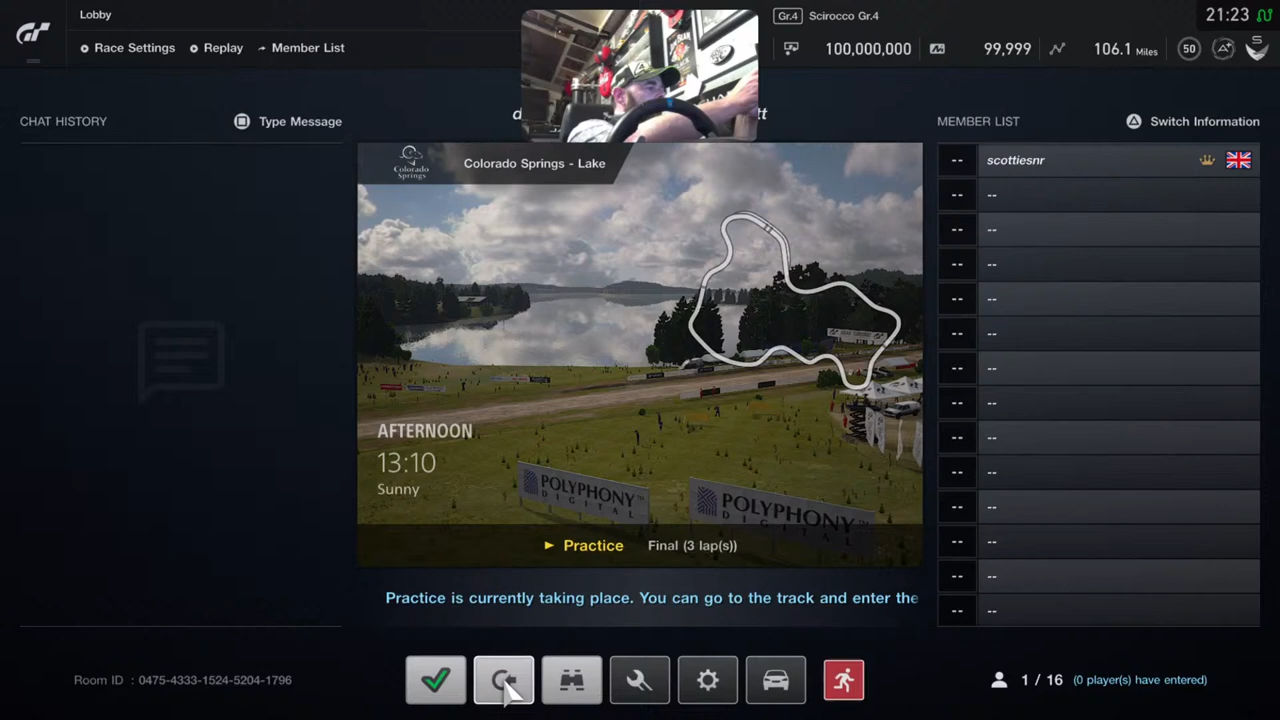 Lobby
Gr.4 Scirocco Gr.4
21:23
Race Settings Replay Member List
100,000,000 99,999 106.1 Miles 50 S
CHAT HISTORY Type Message
MEMBER LIST Switch Information
Colorado Springs
Colorado Springs - Lake
-- scottiesnr
-- --
-- --
-- --
-- --
-- --
-- --
-- --
-- --
-- --
-- --
-- --
-- --
-- --
AFTERNOON
13:10
Sunny
POLYPHONY DIGITAL
POLYPHONY DIGITAL
Practice Final (3 lap(s))
Practice is currently taking place. You can go to the track and enter the
Room ID : 0475-4333-1524-5204-1796
1 / 16 (0 player(s) have entered)